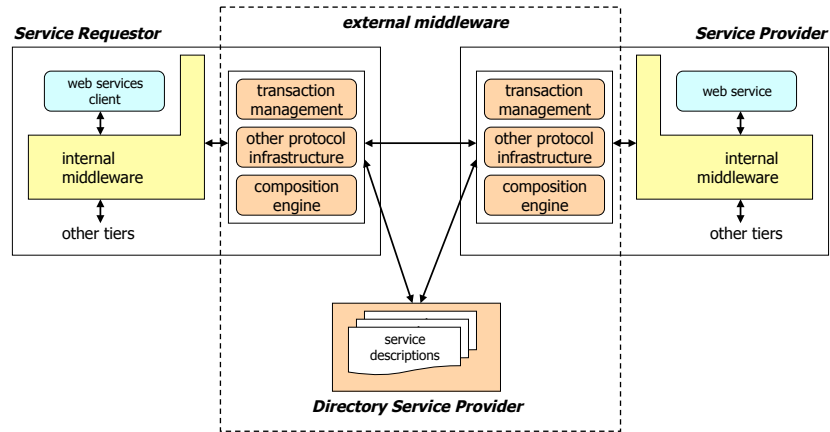 external middleware
Service Requestor
Service Provider
web services
client
internal
middleware
other tiers
transaction
management
other protocol
infrastructure
composition
engine
transaction
management
other protocol
infrastructure
composition
engine
web service
internal
middleware
other tiers
service
descriptions
Directory Service Provider